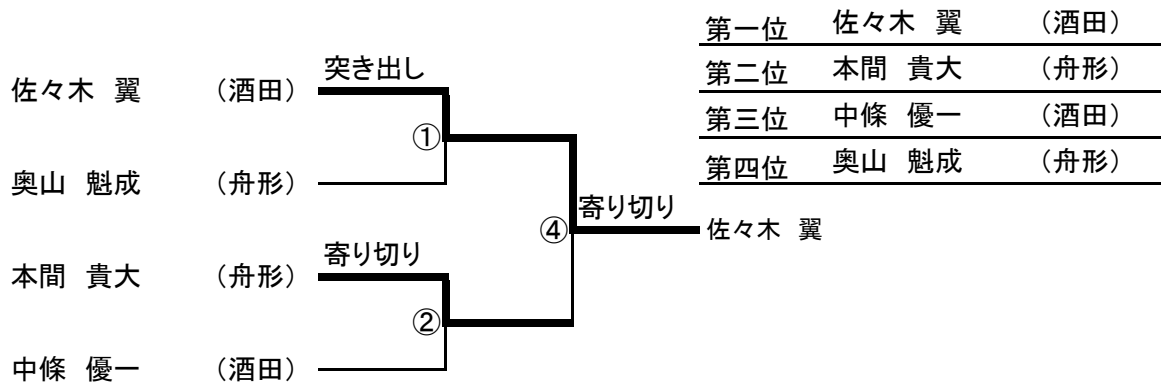 第一位 佐々木 翼 （酒田）
突き出し
第二位 本間 貴大 （舟形）
佐々木 翼 （酒田）
第三位 中條 優一 （酒田）
①
第四位 奥山 魁成 （舟形）
奥山 魁成 （舟形）
寄り切り
④ 佐々木 翼
寄り切り
本間 貴大 （舟形）
②
中條 優一 （酒田）